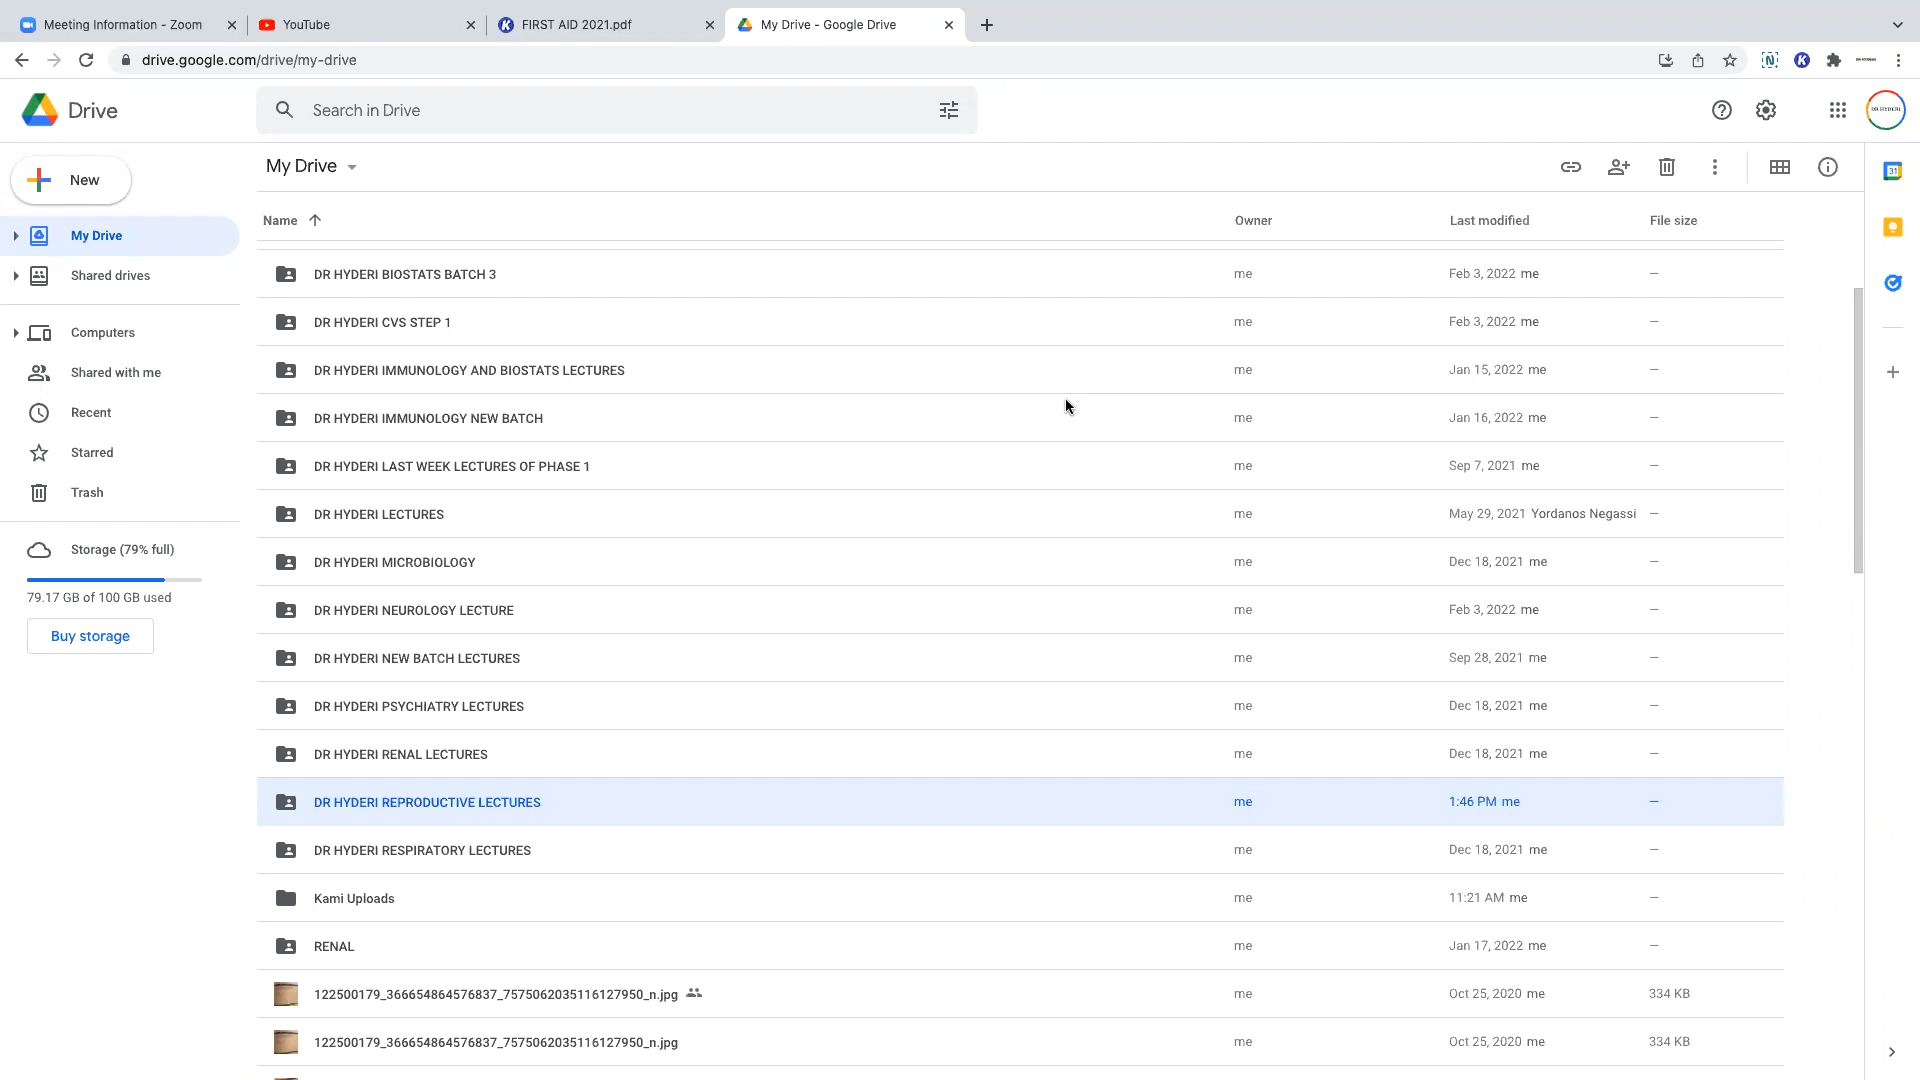 Meeting Information - Zoom
YouTube
FIRST AID 2021.pdf
My Drive - Google Drive
drive.google.com/drive/my-drive
Drive
Search in Drive
DR HYDERI
New
My Drive
Shared drives
Computers
Shared with me
Recent
Starred
Trash
Storage (79% full)
79.17 GB of 100 GB used
Buy storage
My Drive
Name Owner Last modified File size
DR HYDERI BIOSTATS BATCH 3 me Feb 3, 2022 me —
DR HYDERI CVS STEP 1 me Feb 3, 2022 me —
DR HYDERI IMMUNOLOGY AND BIOSTATS LECTURES me Jan 15, 2022 me —
DR HYDERI IMMUNOLOGY NEW BATCH me Jan 16, 2022 me —
DR HYDERI LAST WEEK LECTURES OF PHASE 1 me Sep 7, 2021 me —
DR HYDERI LECTURES me May 29, 2021 Yordanos Negassi —
DR HYDERI MICROBIOLOGY me Dec 18, 2021 me —
DR HYDERI NEUROLOGY LECTURE me Feb 3, 2022 me —
DR HYDERI NEW BATCH LECTURES me Sep 28, 2021 me —
DR HYDERI PSYCHIATRY LECTURES me Dec 18, 2021 me —
DR HYDERI RENAL LECTURES me Dec 18, 2021 me —
DR HYDERI REPRODUCTIVE LECTURES me 1:46 PM me —
DR HYDERI RESPIRATORY LECTURES me Dec 18, 2021 me —
Kami Uploads me 11:21 AM me —
RENAL me Jan 17, 2022 me —
122500179_366654864576837_7575062035116127950_n.jpg me Oct 25, 2020 me 334 KB
122500179_366654864576837_7575062035116127950_n.jpg me Oct 25, 2020 me 334 KB
31